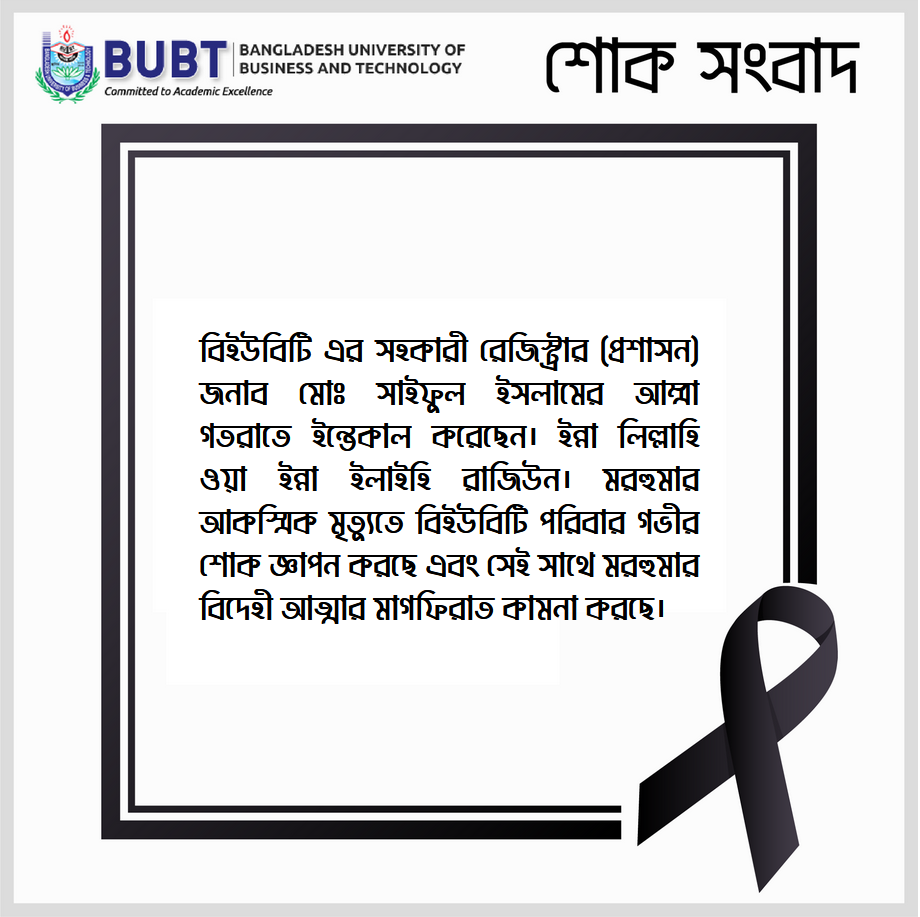 BUBT
BANGLADESH UNIVERSITY OF
BUSINESS AND TECHNOLOGY
Committed to Academic Excellence
শোক সংবাদ
বিইউবিটি এর সহকারী রেজিস্ট্রার (প্রশাসন)
জনাব মোঃ সাইফুল ইসলামের আম্মা
গতরাতে ইন্তেকাল করেছেন। ইন্না লিল্লাহি
ওয়া ইন্না ইলাইহি রাজিউন। মরহুমার
আকস্মিক মৃত্যুতে বিইউবিটি পরিবার গভীর
শোক জ্ঞাপন করছে এবং সেই সাথে মরহুমার
বিদেহী আত্মার মাগফিরাত কামনা করছে।